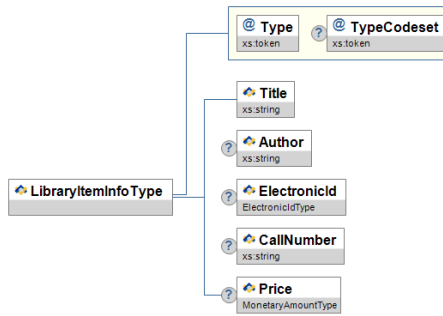 @ Type
xs:token
? @ TypeCodeset
xs:token
Title
xs:string
? Author
xs:string
LibraryItemInfoType
? ElectronicId
ElectronicIdType
? CallNumber
xs:string
? Price
MonetaryAmountType